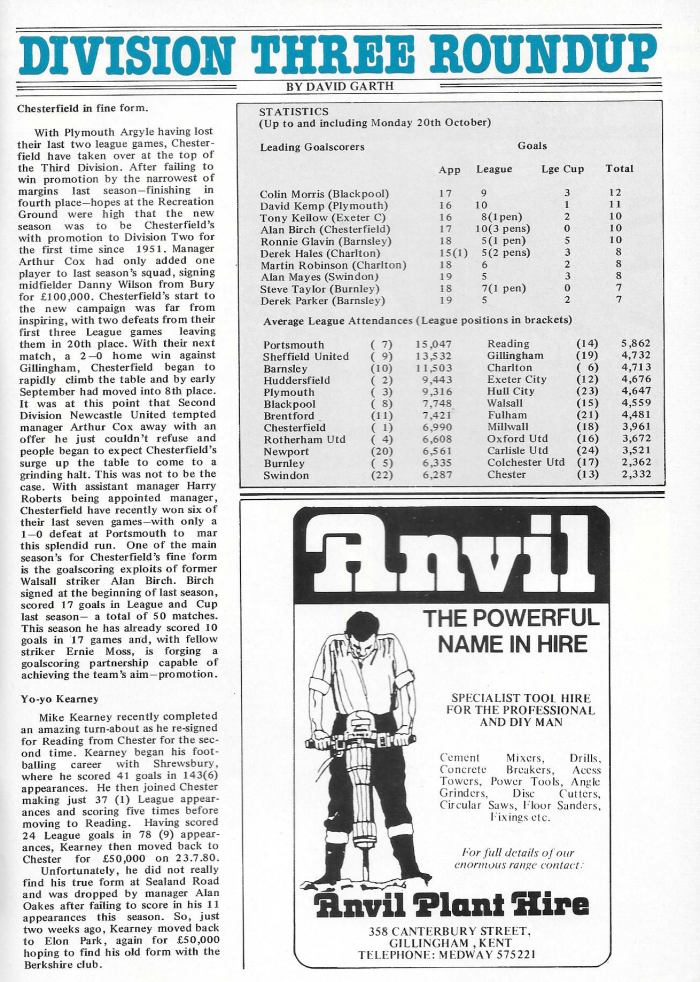 DIVISION THREE ROUNDUP
BY DAVID GARTH
Chesterfield in fine form.
With Plymouth Argyle having lost
their last two league games, Chester-
field have taken over at the top of
the Third Division. After failing to
win promotion by the narrowest of
margins last season—finishing in
fourth place—hopes at the Recreation
Ground were high that the new
season was to be Chesterfield's
with promotion to Division Two for
the first time since 1951. Manager
Arthur Cox had only added one
player to last season's squad, signing
midfielder Danny Wilson from Bury
for £100,000. Chesterfield's start to
the new campaign was far from
inspiring, with two defeats from their
first three League games leaving
them in 20th place. With their next
match, a 2—0 home win against
Gillingham, Chesterfield began to
rapidly climb the table and by early
September had moved into 8th place.
It was at this point that Second
Division Newcastle United tempted
manager Arthur Cox away with an
offer he just couldn't refuse and
people began to expect Chesterfield's
surge up the table to come to a
grinding halt. This was not to be the
case. With assistant manager Harry
Roberts being appointed manager,
Chesterfield have recently won six of
their last seven games—with only a
1—0 defeat at Portsmouth to mar
this splendid run. One of the main
season's for Chesterfield's fine form
is the goalscoring exploits of former
Walsall striker Alan Birch. Birch
signed at the beginning of last season,
scored 17 goals in League and Cup
last season— a total of 50 matches.
This season he has already scored 10
goals in 17 games and, with fellow
striker Ernie Moss, is forging a
goalscoring partnership capable of
achieving the team's aim—promotion.
Yo-yo Kearney
Mike Kearney recently completed
an amazing turn-about as he re-signed
for Reading from Chester for the sec-
ond time. Kearney began his foot-
balling career with Shrewsbury,
where he scored 41 goals in 143(6)
appearances. He then joined Chester
making just 37 (1) League appear-
ances and scoring five times before
moving to Reading. Having scored
24 League goals in 78 (9) appear-
ances, Kearney then moved back to
Chester for £50,000 on 23.7.80.
Unfortunately, he did not really
find his true form at Sealand Road
and was dropped by manager Alan
Oakes after failing to score in his 11
appearances this season. So, just
two weeks ago, Kearney moved back
to Elon Park, again for £50,000
hoping to find his old form with the
Berkshire club.
STATISTICS
(Up to and including Monday 20th October)
Leading Goalscorers Goals
App League Lge Cup Total
Colin Morris (Blackpool) 17 9 3 12
David Kemp (Plymouth) 16 10 1 11
Tony Kellow (Exeter C) 16 8(1 pen) 2 10
Alan Birch (Chesterfield) 17 10(3 pens) 0 10
Ronnie Glavin (Barnsley) 18 5(1 pen) 5 10
Derek Hales (Charlton) 15(1) 5(2 pens) 3 8
Martin Robinson (Charlton) 18 6 2 8
Alan Mayes (Swindon) 19 5 3 8
Steve Taylor (Burnley) 18 7(1 pen) 0 7
Derek Parker (Barnsley) 19 5 2 7
Average League Attendances (League positions in brackets)
Portsmouth ( 7) 15,047 Reading (14) 5,862
Sheffield United ( 9) 13,532 Gillingham (19) 4,732
Barnsley (10) 11,503 Charlton ( 6) 4,713
Huddersfield ( 2) 9,443 Exeter City (12) 4,676
Plymouth ( 3) 9,316 Hull City (23) 4,647
Blackpool ( 8) 7,748 Walsall (15) 4,559
Brentford (11) 7,421 Fulham (21) 4,481
Chesterfield ( 1) 6,990 Millwall (18) 3,961
Rotherham Utd ( 4) 6,608 Oxford Utd (16) 3,672
Newport (20) 6,561 Carlisle Utd (24) 3,521
Burnley ( 5) 6,335 Colchester Utd (17) 2,362
Swindon (22) 6,287 Chester (13) 2,332
Anvil
THE POWERFUL
NAME IN HIRE
SPECIALIST TOOL HIRE
FOR THE PROFESSIONAL
AND DIY MAN
Cement Mixers, Drills,
Concrete Breakers, Acess
Towers, Power Tools, Angle
Grinders, Disc Cutters,
Circular Saws, Floor Sanders,
Fixings etc.
For full details of our
enormous range contact:
Anvil Plant Hire
358 CANTERBURY STREET,
GILLINGHAM, KENT
TELEPHONE: MEDWAY 575221